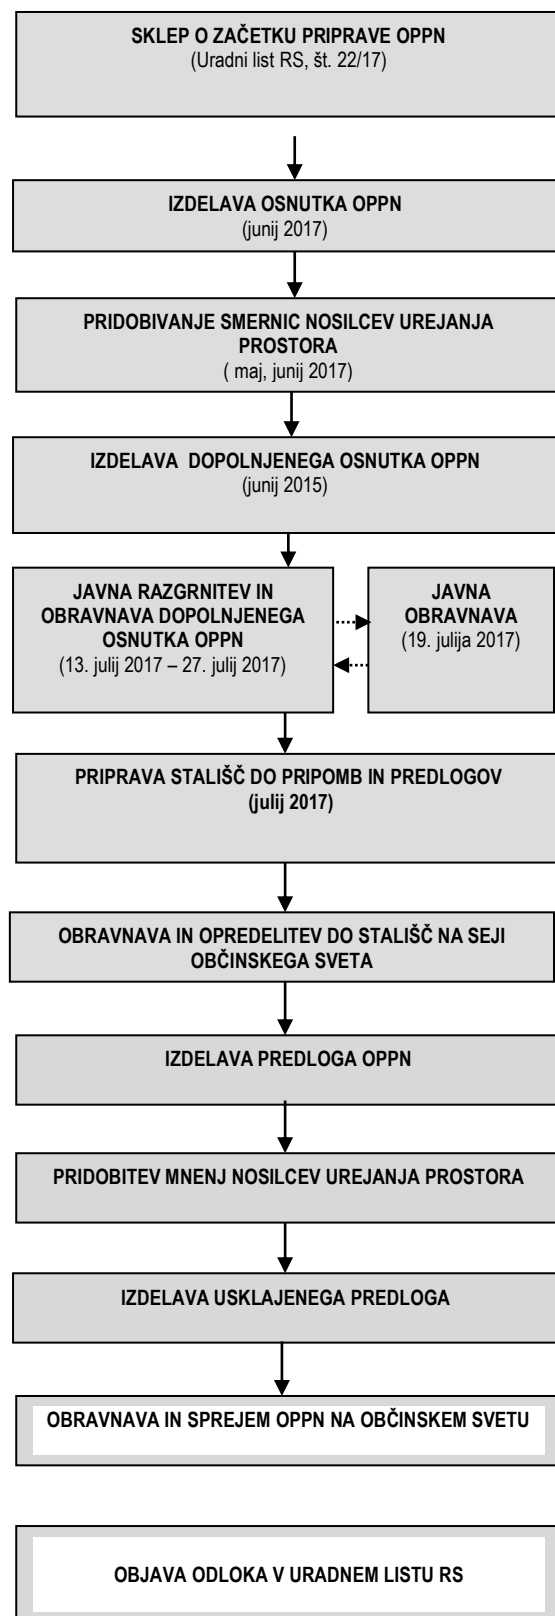 SKLEP O ZAČETKU PRIPRAVE OPPN
(Uradni list RS, št. 22/17)
IZDELAVA OSNUTKA OPPN
(junij 2017)
PRIDOBIVANJE SMERNIC NOSILCEV UREJANJA
PROSTORA
( maj, junij 2017)
IZDELAVA DOPOLNJENEGA OSNUTKA OPPN
(junij 2015)
JAVNA RAZGRNITEV IN
OBRAVNAVA DOPOLNJENEGA
OSNUTKA OPPN
(13. julij 2017 – 27. julij 2017)
JAVNA
OBRAVNAVA
(19. julija 2017)
PRIPRAVA STALIŠČ DO PRIPOMB IN PREDLOGOV
(julij 2017)
OBRAVNAVA IN OPREDELITEV DO STALIŠČ NA SEJI
OBČINSKEGA SVETA
IZDELAVA PREDLOGA OPPN
PRIDOBITEV MNENJ NOSILCEV UREJANJA PROSTORA
IZDELAVA USKLAJENEGA PREDLOGA
OBRAVNAVA IN SPREJEM OPPN NA OBČINSKEM SVETU
OBJAVA ODLOKA V URADNEM LISTU RS